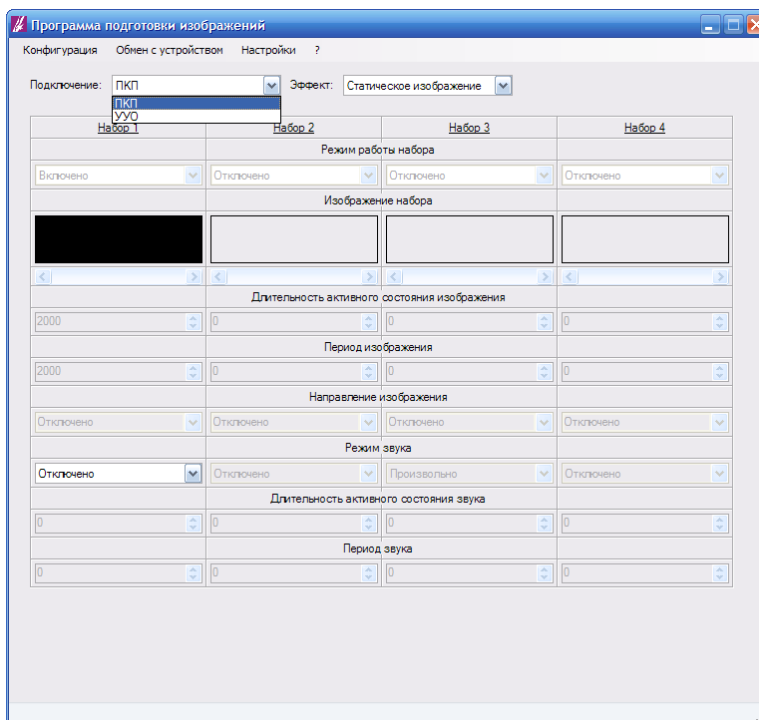 Программа подготовки изображений
Конфигурация Обмен с устройством Настройки ?
Подключение: ПКП Эффект: Статическое изображение
ПКП
УУО
Набор 1 Набор 2 Набор 3 Набор 4
Режим работы набора
Включено Отключено Отключено Отключено
Изображение набора
Длительность активного состояния изображения
2000 0 0 0
Период изображения
2000 0 0 0
Направление изображения
Отключено Отключено Отключено Отключено
Режим звука
Отключено Отключено Произвольно Отключено
Длительность активного состояния звука
0 0 0 0
Период звука
0 0 0 0